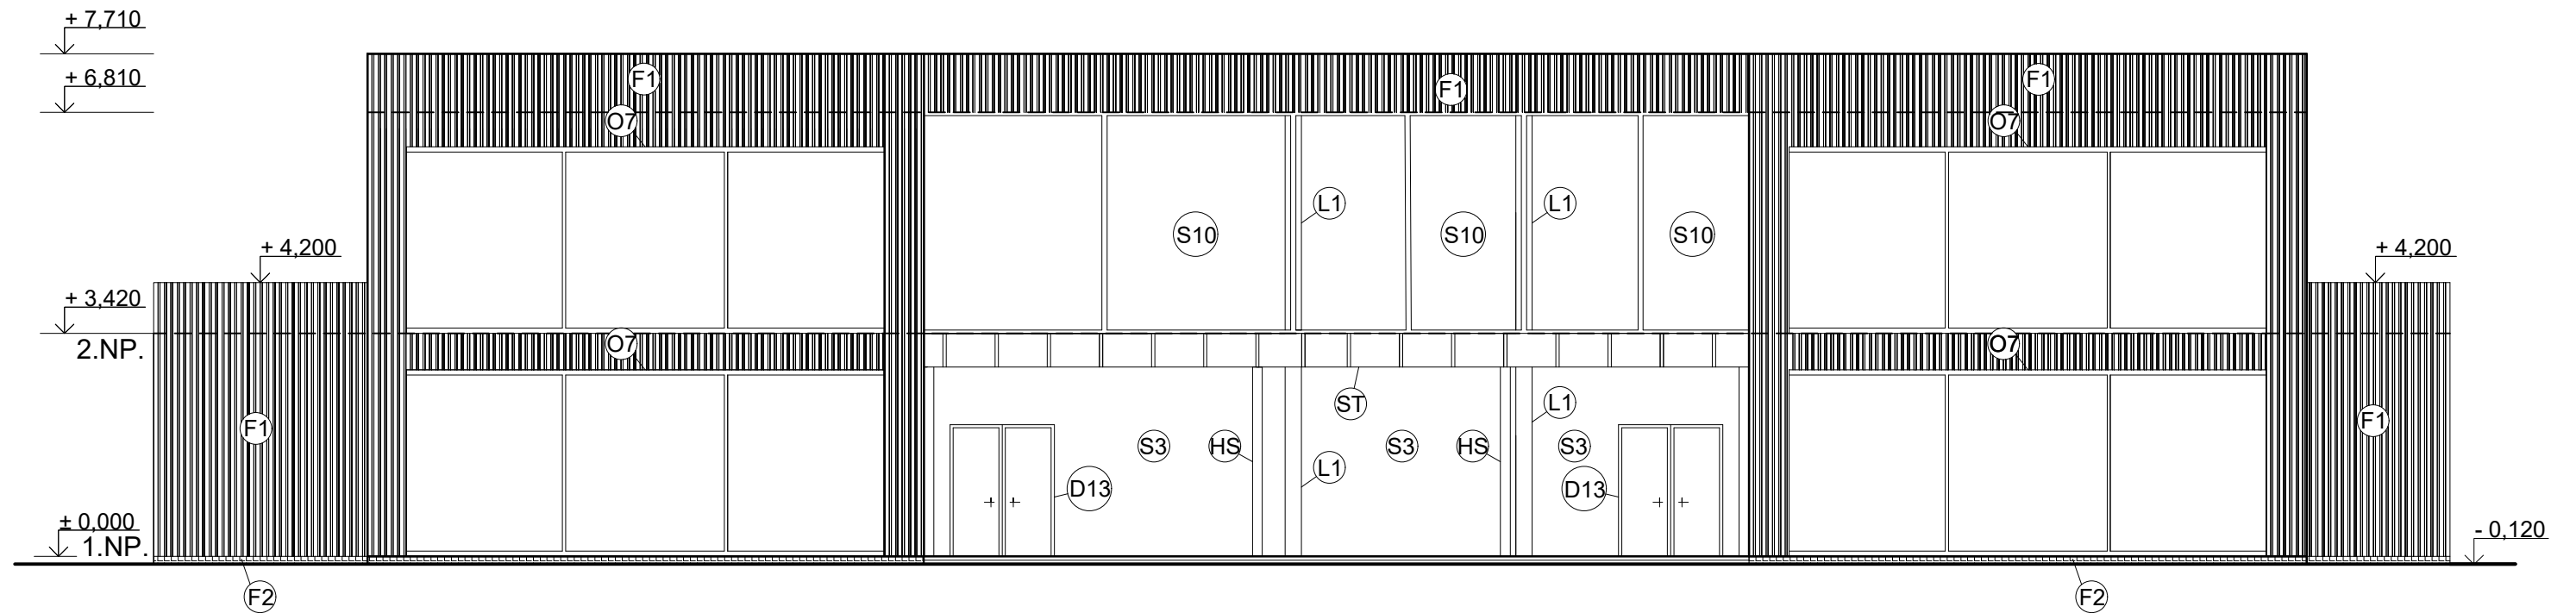 + 7,710
+ 6,810
F1
F1
F1
O7
O7
L1
L1
S10
S10
S10
+ 4,200
+ 4,200
+ 3,420
2.NP.
O7
O7
ST
L1
F1
F1
S3
HS
S3
HS
S3
L1
D13
D13
± 0,000
1.NP.
- 0,120
F2
F2